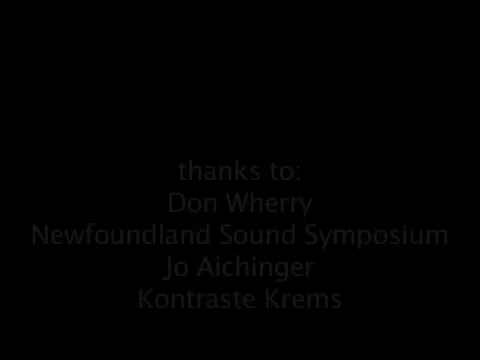 thanks to:
Don Wherry
Newfoundland Sound Symposium
Jo Aichinger
Kontraste Krems